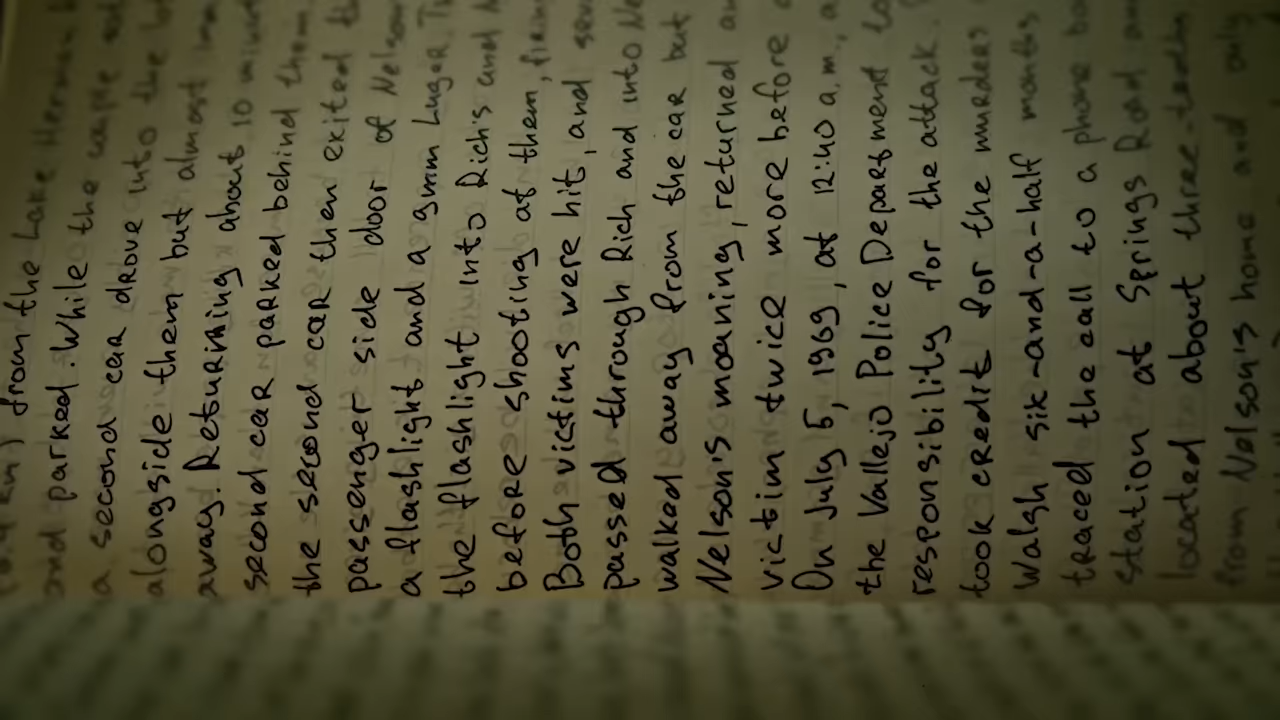 from the Lake Herman
and parked. While the couple
a second car drove into the
alongside them but almost
away. Returning about 10
second car parked behind them.
the second car then exited
passenger side door of Nelson
a flashlight and a 9mm Luger.
the flashlight into Rich's and
before shooting at them,
Both victims were hit, and
passed through Rich and into
walked away from the car but
Nelson's moaning, returned
victim twice more before
On July 5, 1969, at 12:40 a.m.,
the Vallejo Police Department
responsibility for the attack.
took credit for the murders
Walsh sik-and-a-half months
traced the call to a phone
station at Springs Road
located about three-tenths
from Nelson's home and only